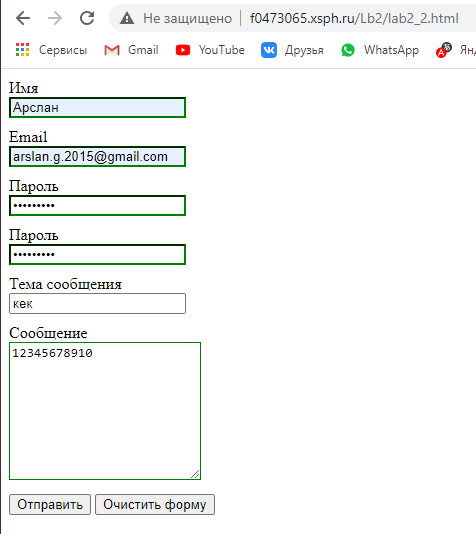 Не защищено f0473065.xsph.ru/Lb2/lab2_2.html
Сервисы Gmail YouTube Друзья WhatsApp Янд
Имя
Арслан
Email
arslan.g.2015@gmail.com
Пароль
•••••••••
Пароль
•••••••••
Тема сообщения
кек
Сообщение
12345678910
Отправить Очистить форму